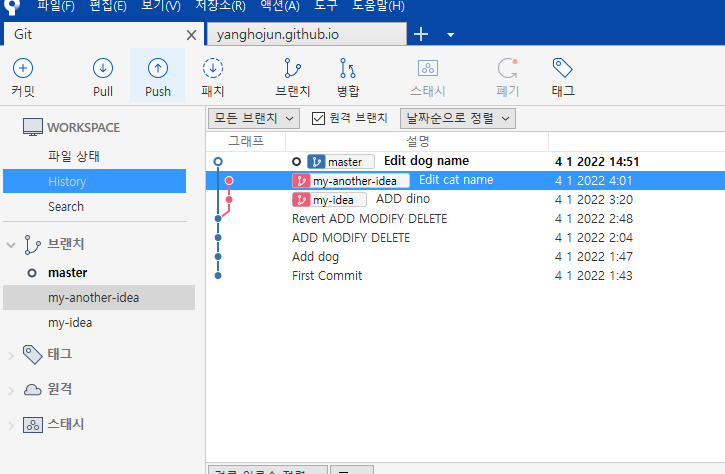 파일(F) 편집(E) 보기(V) 저장소(R) 액션(A) 도구 도움말(H)
Git yanghojun.github.io
커밋 Pull Push 패치 브랜치 병합 스태시 폐기 태그
WORKSPACE
파일 상태
History
Search
브랜치
master
my-another-idea
my-idea
태그
원격
스태시
모든 브랜치 원격 브랜치 날짜순으로 정렬
그래프 설명
master Edit dog name 4 1 2022 14:51
my-another-idea Edit cat name 4 1 2022 4:01
my-idea ADD dino 4 1 2022 3:20
Revert ADD MODIFY DELETE 4 1 2022 2:48
ADD MODIFY DELETE 4 1 2022 2:04
Add dog 4 1 2022 1:47
First Commit 4 1 2022 1:43